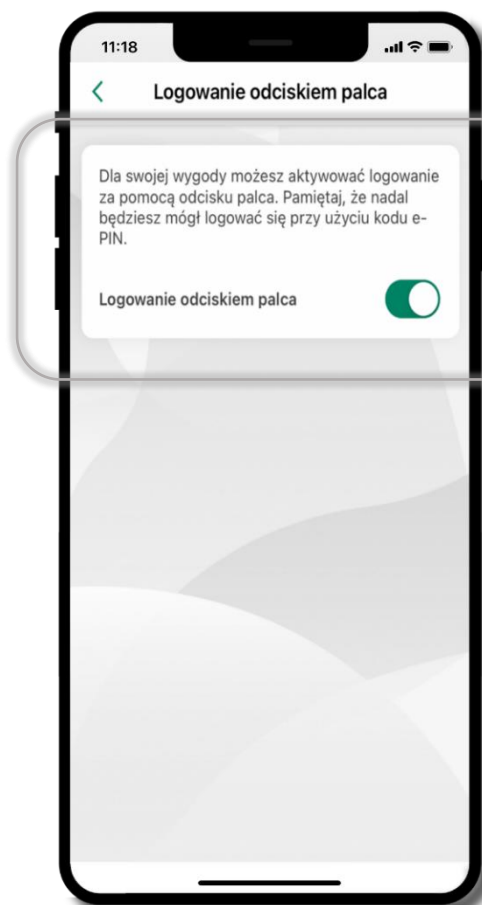 11:18
Logowanie odciskiem palca
Dla swojej wygody możesz aktywować logowanie
za pomocą odcisku palca. Pamiętaj, że nadal
będziesz mógł logować się przy użyciu kodu e-
PIN.
Logowanie odciskiem palca